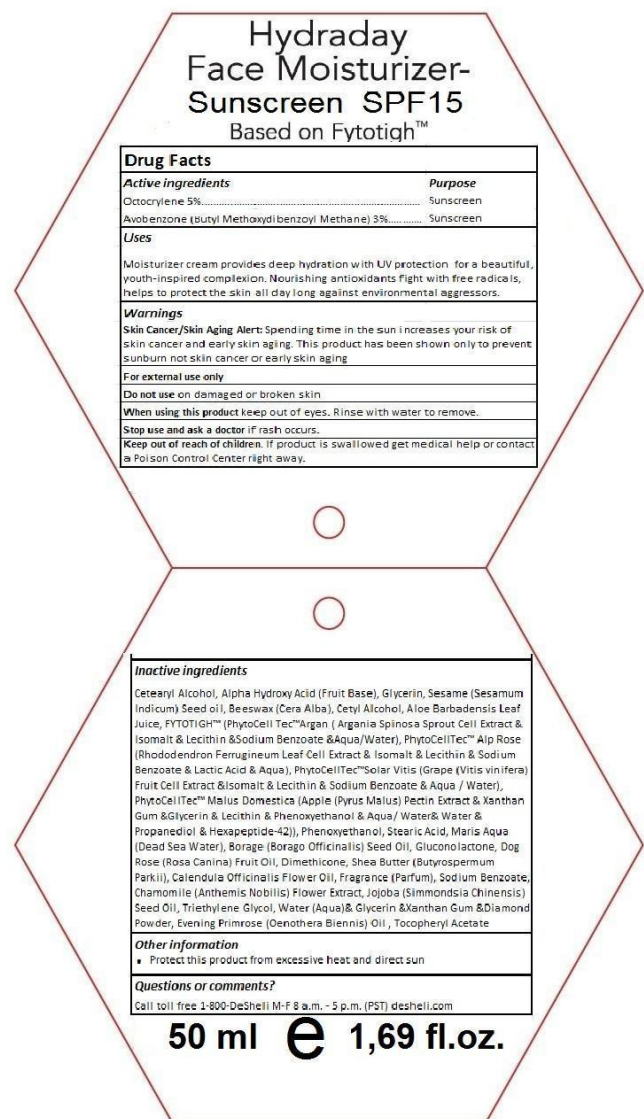 Hydraday
Face Moisturizer-
Sunscreen SPF15
Based on Fytotigh™
Drug Facts
Active ingredients Purpose
Octocrylene 5%........................................................................ Sunscreen
Avobenzone (Butyl Methoxydibenzoyl Methane) 3%........... Sunscreen
Uses
Moisturizer cream provides deep hydration with UV protection for a beautiful,
youth-inspired complexion. Nourishing antioxidants fight with free radicals,
helps to protect the skin all day long against environmental aggressors.
Warnings
Skin Cancer/Skin Aging Alert: Spending time in the sun increases your risk of
skin cancer and early skin aging. This product has been shown only to prevent
sunburn not skin cancer or early skin aging
For external use only
Do not use on damaged or broken skin
When using this product keep out of eyes. Rinse with water to remove.
Stop use and ask a doctor if rash occurs.
Keep out of reach of children. If product is swallowed get medical help or contact
a Poison Control Center right away.
Inactive ingredients
Cetearyl Alcohol, Alpha Hydroxy Acid (Fruit Base), Glycerin, Sesame (Sesamum
Indicum) Seed oil, Beeswax (Cera Alba), Cetyl Alcohol, Aloe Barbadensis Leaf
Juice, FYTOTIGH™ (PhytoCell Tec™Argan ( Argania Spinosa Sprout Cell Extract &
Isomalt & Lecithin &Sodium Benzoate &Aqua/Water), PhytoCellTec™ Alp Rose
(Rhododendron Ferrugineum Leaf Cell Extract & Isomalt & Lecithin & Sodium
Benzoate & Lactic Acid & Aqua), PhytoCellTec™Solar Vitis (Grape (Vitis vinifera)
Fruit Cell Extract &Isomalt & Lecithin & Sodium Benzoate & Aqua / Water),
PhytoCellTec™ Malus Domestica (Apple (Pyrus Malus) Pectin Extract & Xanthan
Gum &Glycerin & Lecithin & Phenoxyethanol & Aqua/ Water& Water &
Propanediol & Hexapeptide-42)), Phenoxyethanol, Stearic Acid, Maris Aqua
(Dead Sea Water), Borage (Borago Officinalis) Seed Oil, Gluconolactone, Dog
Rose (Rosa Canina) Fruit Oil, Dimethicone, Shea Butter (Butyrospermum
Parkii), Calendula Officinalis Flower Oil, Fragrance (Parfum), Sodium Benzoate,
Chamomile (Anthemis Nobilis) Flower Extract, Jojoba (Simmondsia Chinensis)
Seed Oil, Triethylene Glycol, Water (Aqua)& Glycerin &Xanthan Gum &Diamond
Powder, Evening Primrose (Oenothera Biennis) Oil , Tocopheryl Acetate
Other information
▪ Protect this product from excessive heat and direct sun
Questions or comments?
Call toll free 1-800-DeSheli M-F 8 a.m. - 5 p.m. (PST) desheli.com
50 ml e 1,69 fl.oz.